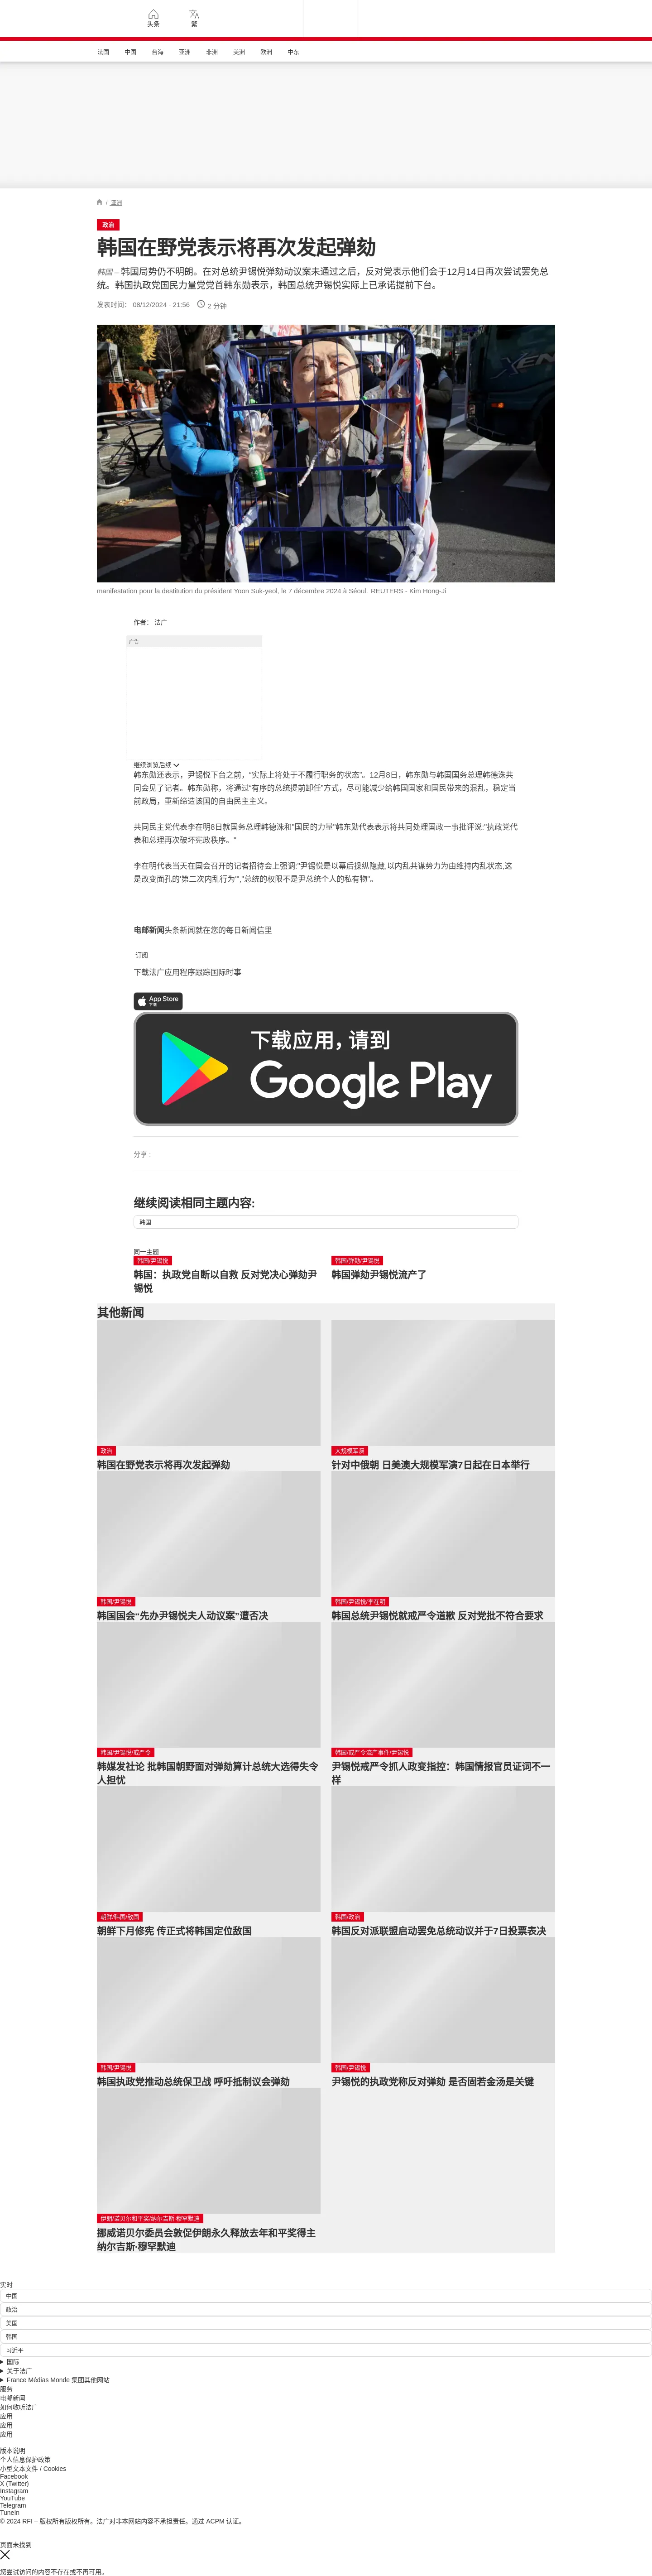 头条
繁
法国 中国 台海 亚洲 非洲 美洲 欧洲 中东
/ 亚洲
政治
韩国在野党表示将再次发起弹劾
韩国 – 韩国局势仍不明朗。在对总统尹锡悦弹劾动议案未通过之后，反对党表示他们会于12月14日再次尝试罢免总
统。韩国执政党国民力量党党首韩东勋表示，韩国总统尹锡悦实际上已承诺提前下台。
发表时间： 08/12/2024 - 21:56 2 分钟
XEN
manifestation pour la destitution du président Yoon Suk-yeol, le 7 décembre 2024 à Séoul. REUTERS - Kim Hong-Ji
作者： 法广
广告
继续浏览后续
韩东勋还表示，尹锡悦下台之前，“实际上将处于不履行职务的状态”。12月8日，韩东勋与韩国国务总理韩德洙共
同会见了记者。韩东勋称，将通过“有序的总统提前卸任”方式，尽可能减少给韩国国家和国民带来的混乱，稳定当
前政局，重新缔造该国的自由民主主义。
共同民主党代表李在明8日就国务总理韩德洙和“国民的力量”韩东勋代表表示将共同处理国政一事批评说:“执政党代
表和总理再次破坏宪政秩序。”
李在明代表当天在国会召开的记者招待会上强调:“尹锡悦是以幕后操纵隐藏,以内乱共谋势力为由维持内乱状态,这
是改变面孔的‘第二次内乱行为’”,“总统的权限不是尹总统个人的私有物”。
电邮新闻头条新闻就在您的每日新闻信里
订阅
下载法广应用程序跟踪国际时事
App Store
下载
下载应用，请到
Google Play
分享 :
继续阅读相同主题内容:
韩国
同一主题
韩国/尹锡悦
韩国：执政党自断以自救 反对党决心弹劾尹
锡悦
韩国/弹劾/尹锡悦
韩国弹劾尹锡悦流产了
其他新闻
政治
韩国在野党表示将再次发起弹劾
大规模军演
针对中俄朝 日美澳大规模军演7日起在日本举行
韩国/尹锡悦
韩国国会“先办尹锡悦夫人动议案”遭否决
韩国/尹锡悦/李在明
韩国总统尹锡悦就戒严令道歉 反对党批不符合要求
韩国/尹锡悦/戒严令
韩媒发社论 批韩国朝野面对弹劾算计总统大选得失令
人担忧
韩国/戒严令流产事件/尹锡悦
尹锡悦戒严令抓人政变指控：韩国情报官员证词不一
样
朝鲜/韩国/敌国
朝鲜下月修宪 传正式将韩国定位敌国
韩国/政治
韩国反对派联盟启动罢免总统动议并于7日投票表决
韩国/尹锡悦
韩国执政党推动总统保卫战 呼吁抵制议会弹劾
韩国/尹锡悦
尹锡悦的执政党称反对弹劾 是否固若金汤是关键
伊朗/诺贝尔和平奖/纳尔吉斯·穆罕默迪
挪威诺贝尔委员会敦促伊朗永久释放去年和平奖得主
纳尔吉斯·穆罕默迪
实时
中国
政治
美国
韩国
习近平
国际
关于法广
France Médias Monde 集团其他网站
服务
电邮新闻
如何收听法广
应用
应用
应用
版本说明
个人信息保护政策
小型文本文件 / Cookies
Facebook
X (Twitter)
Instagram
YouTube
Telegram
TuneIn
© 2024 RFI – 版权所有版权所有。法广对非本网站内容不承担责任。通过 ACPM 认证。
页面未找到
您尝试访问的内容不存在或不再可用。